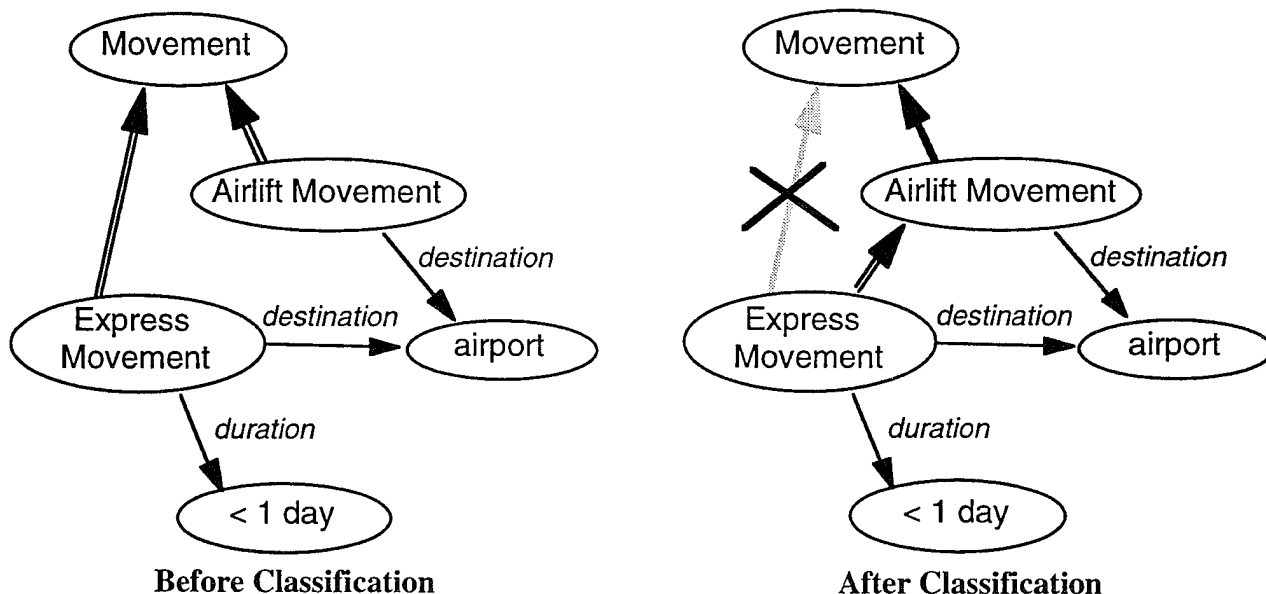 Movement
Airlift Movement
destination
Express
Movement
destination
airport
duration
< 1 day
Before Classification
Movement
Airlift Movement
destination
Express
Movement
destination
airport
duration
< 1 day
After Classification